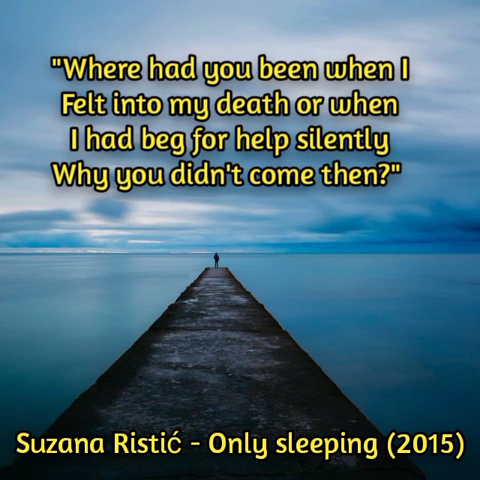 "Where had you been when I
Felt into my death or when
I had beg for help silently
Why you didn't come then?"
Suzana Ristić - Only sleeping (2015)